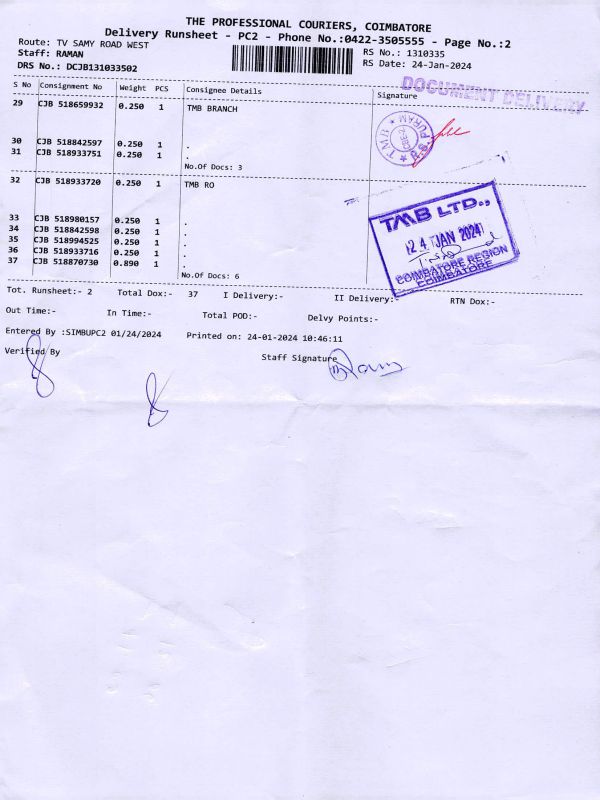 THE PROFESSIONAL COURIERS, COIMBATORE
Delivery Runsheet - PC2 - Phone No.:0422-3505555 - Page No.:2
Route: TV SAMY ROAD WEST RS No.: 1310335
Staff: RAMAN RS Date: 24-Jan-2024
DRS No.: DCJB131033502
DOCUMENT DELIVERY
S No Consignment No Weight PCS Consignee Details Signature
29 CJB 518659932 0.250 1 TMB BRANCH
TMB R.S. PURAM
30 CJB 518842597 0.250 1 .
31 CJB 518933751 0.250 1 .
No.Of Docs: 3
32 CJB 518933720 0.250 1 TMB RO
TMB LTD.,
33 CJB 518980157 0.250 1 .
34 CJB 518842598 0.250 1 .
24 JAN 2024
35 CJB 518994525 0.250 1 .
36 CJB 518933716 0.250 1 .
37 CJB 518870730 0.890 1 .
COIMBATORE REGION
COIMBATORE
No.Of Docs: 6
Tot. Runsheet:- 2 Total Dox:- 37 I Delivery:- II Delivery:- RTN Dox:-
Out Time:- In Time:- Total POD:- Delvy Points:-
Entered By :SIMBUPC2 01/24/2024 Printed on: 24-01-2024 10:46:11
Verified By Staff Signature